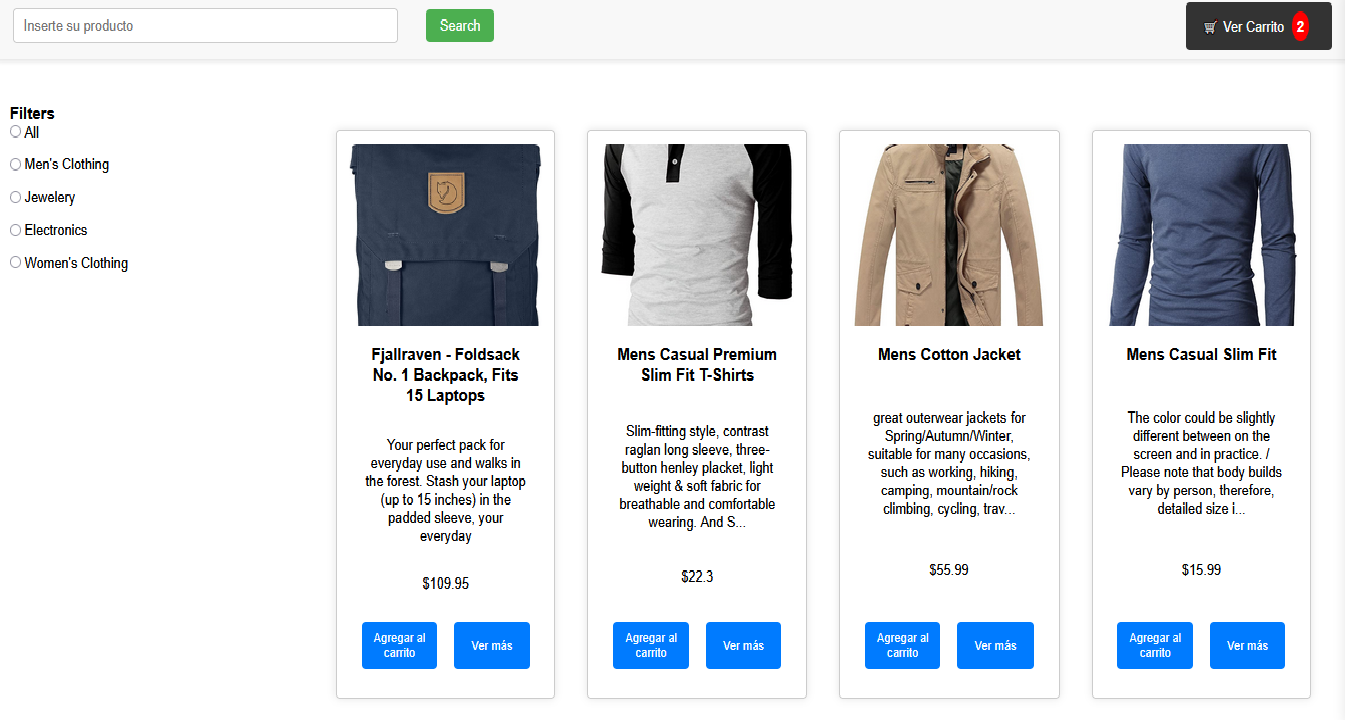 Inserte su producto
Search
🛒 Ver Carrito 2
Filters
All
Men's Clothing
Jewelery
Electronics
Women's Clothing
Fjallraven - Foldsack
No. 1 Backpack, Fits
15 Laptops
Your perfect pack for
everyday use and walks in
the forest. Stash your laptop
(up to 15 inches) in the
padded sleeve, your
everyday
$109.95
Agregar al
carrito
Ver más
Mens Casual Premium
Slim Fit T-Shirts
Slim-fitting style, contrast
raglan long sleeve, three-
button henley placket, light
weight & soft fabric for
breathable and comfortable
wearing. And S...
$22.3
Agregar al
carrito
Ver más
Mens Cotton Jacket
great outerwear jackets for
Spring/Autumn/Winter,
suitable for many occasions,
such as working, hiking,
camping, mountain/rock
climbing, cycling, trav...
$55.99
Agregar al
carrito
Ver más
Mens Casual Slim Fit
The color could be slightly
different between on the
screen and in practice. /
Please note that body builds
vary by person, therefore,
detailed size i...
$15.99
Agregar al
carrito
Ver más